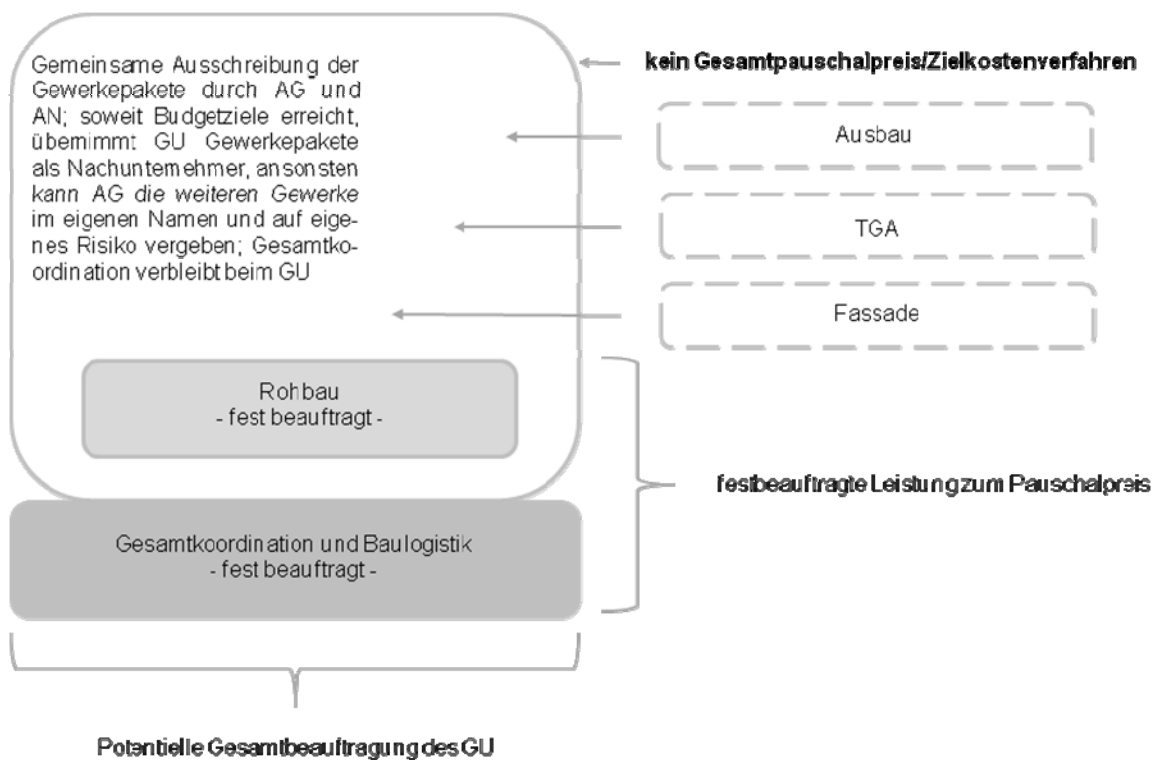 Gemeinsame Ausschreibung der
Gewerkepakete durch AG und
AN; soweit Budgetziele erreicht,
übernimmt GU Gewerkepakete
als Nachunternehmer, ansonsten
kann AG die weiteren Gewerke
im eigenen Namen und auf eige-
nes Risiko vergeben; Gesamtko-
ordination verbleibt beim GU
kein Gesamtpauschalpreis/Zielkostenverfahren
Ausbau
TGA
Fassade
Rohbau
- fest beauftragt -
festbeauftragte Leistung zum Pauschalpreis
Gesamtkoordination und Baulogistik
- fest beauftragt -
Potentielle Gesamtbeauftragung des GU